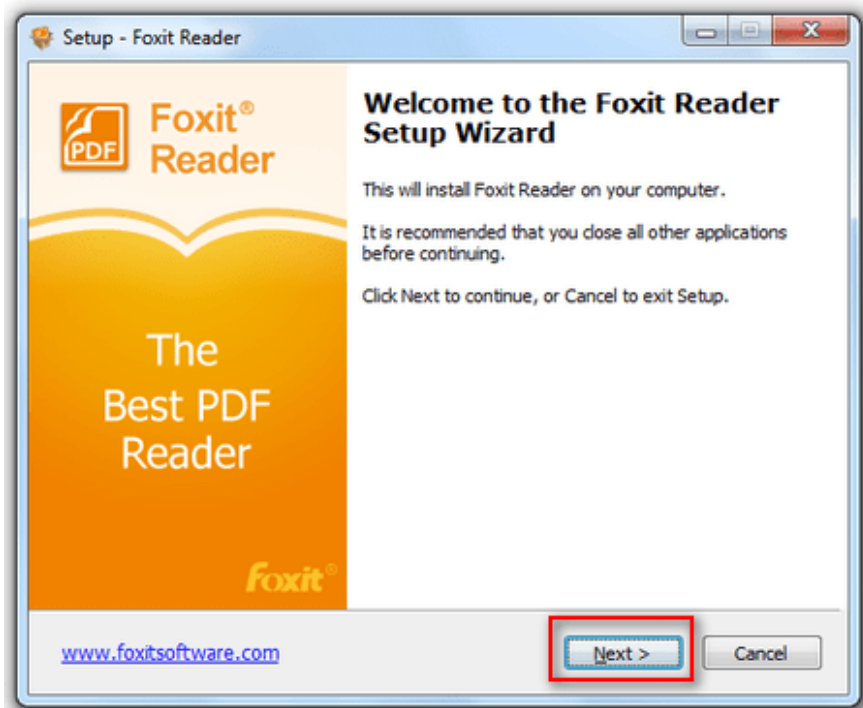 Setup - Foxit Reader
PDF
Foxit®
Reader
The
Best PDF
Reader
foxit®
Welcome to the Foxit Reader
Setup Wizard
This will install Foxit Reader on your computer.
It is recommended that you close all other applications
before continuing.
Click Next to continue, or Cancel to exit Setup.
www.foxitsoftware.com
Next >
Cancel